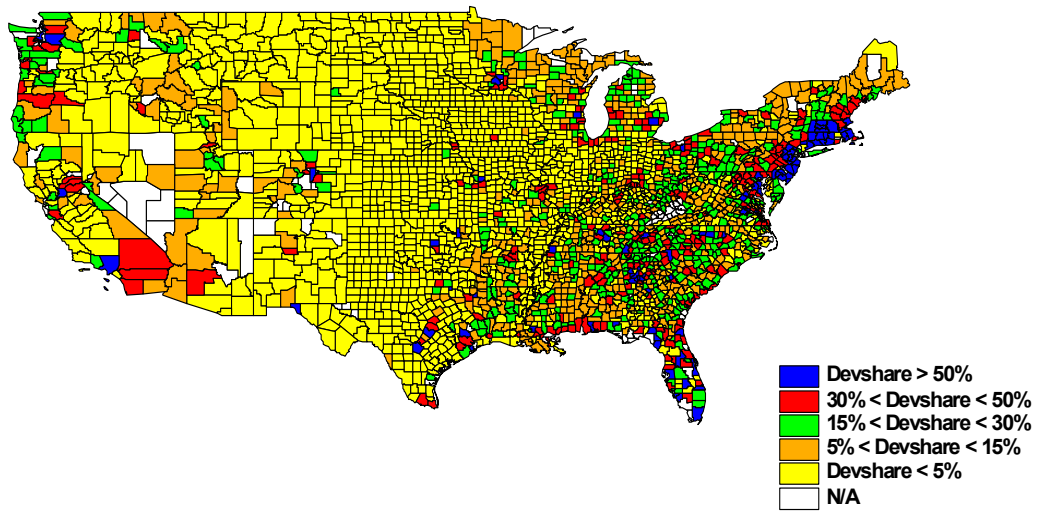 Devshare > 50%
30% < Devshare < 50%
15% < Devshare < 30%
5% < Devshare < 15%
Devshare < 5%
N/A